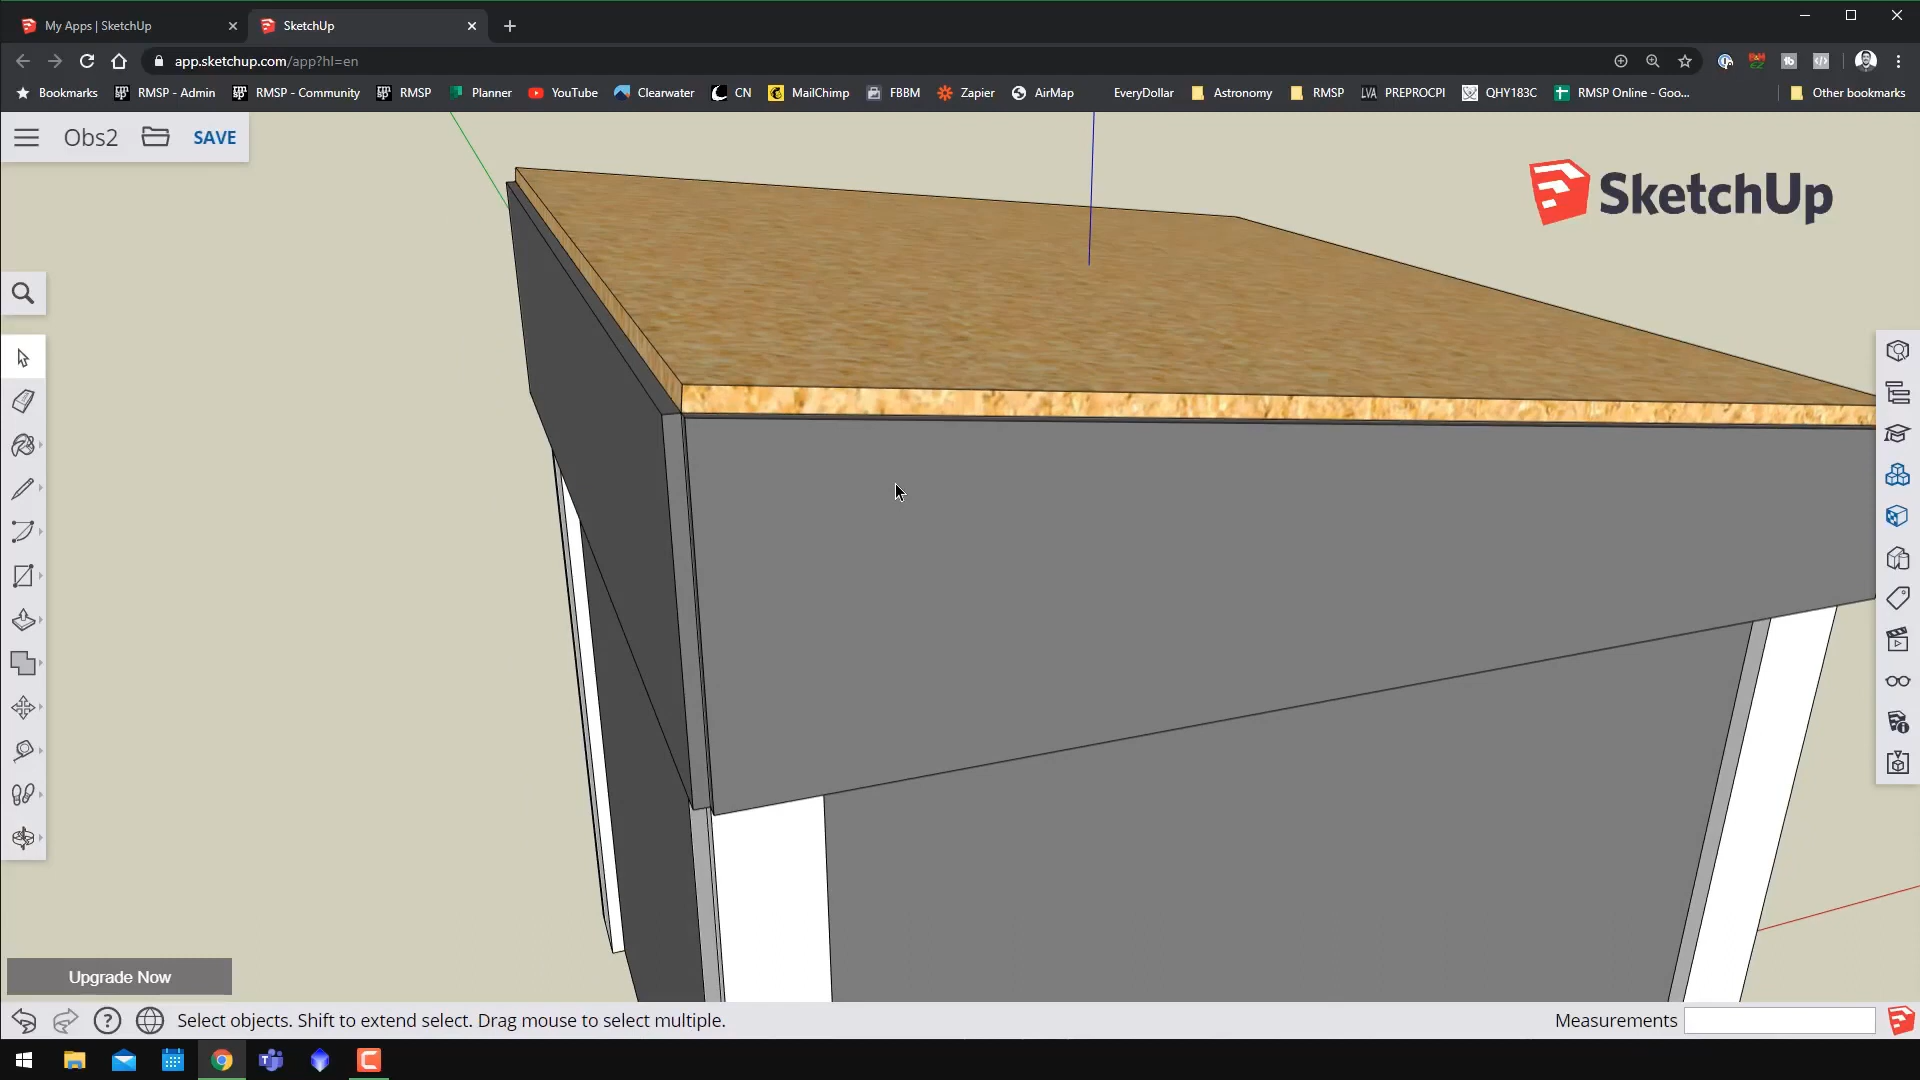 My Apps | SketchUp
SketchUp
app.sketchup.com/app?hl=en
Bookmarks RMSP - Admin RMSP - Community RMSP Planner YouTube Clearwater CN MailChimp FBBM Zapier AirMap EveryDollar Astronomy RMSP LVA PREPROCPI QHY183C RMSP Online - Goo... Other bookmarks
Obs2 SAVE
SketchUp
Upgrade Now
Select objects. Shift to extend select. Drag mouse to select multiple.
Measurements